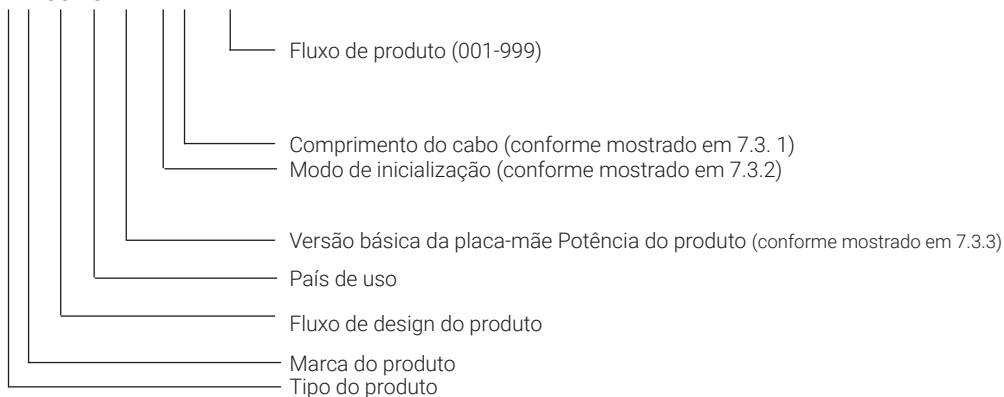 Fluxo de produto (001-999)
Comprimento do cabo (conforme mostrado em 7.3. 1)
Modo de inicialização (conforme mostrado em 7.3.2)
Versão básica da placa-mãe Potência do produto (conforme mostrado em 7.3.3)
País de uso
Fluxo de design do produto
Marca do produto
Tipo do produto